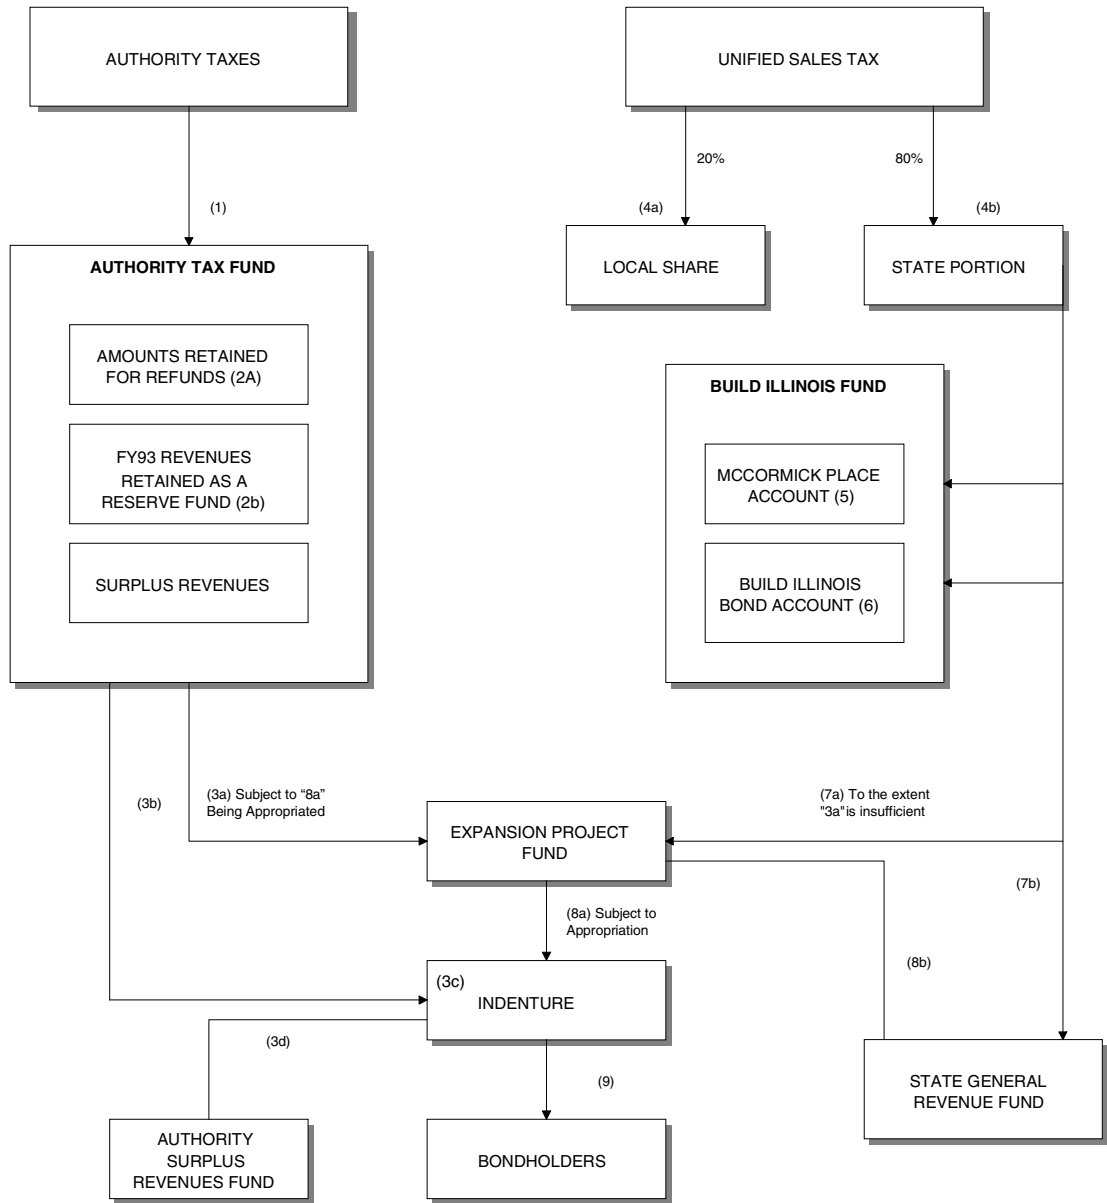 AUTHORITY TAXES
UNIFIED SALES TAX
20%
80%
(1)
(4a)
(4b)
AUTHORITY TAX FUND
LOCAL SHARE
STATE PORTION
AMOUNTS RETAINED
FOR REFUNDS (2A)
FY93 REVENUES
RETAINED AS A
RESERVE FUND (2b)
SURPLUS REVENUES
BUILD ILLINOIS FUND
MCCORMICK PLACE
ACCOUNT (5)
BUILD ILLINOIS
BOND ACCOUNT (6)
(3b)
(3a) Subject to “8a”
Being Appropriated
(7a) To the extent
"3a"is insufficient
EXPANSION PROJECT
FUND
(7b)
(8a) Subject to
Appropriation
(8b)
(3c)
INDENTURE
(3d)
(9)
STATE GENERAL
REVENUE FUND
AUTHORITY
SURPLUS
REVENUES FUND
BONDHOLDERS